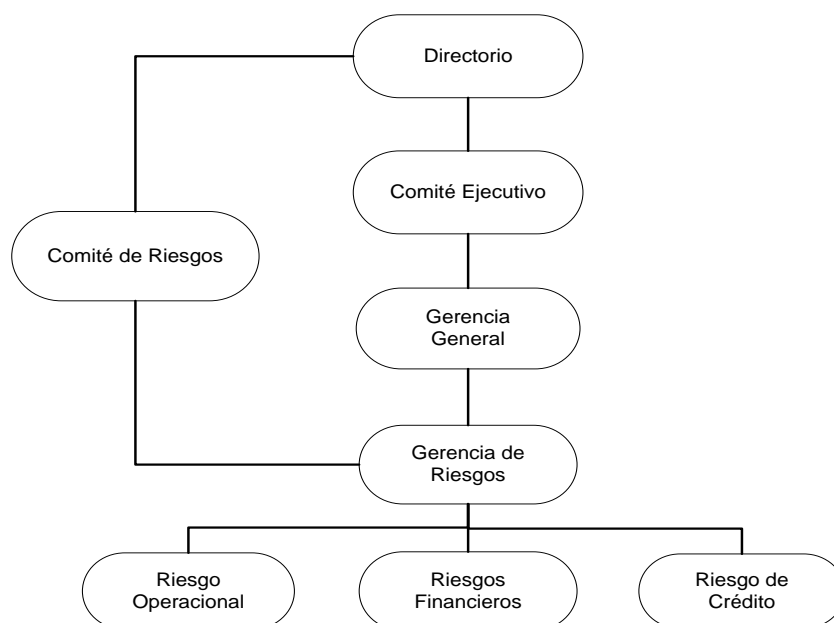 Directorio
Comité Ejecutivo
Comité de Riesgos
Gerencia
General
Gerencia de
Riesgos
Riesgo
Operacional
Riesgos
Financieros
Riesgo de
Crédito